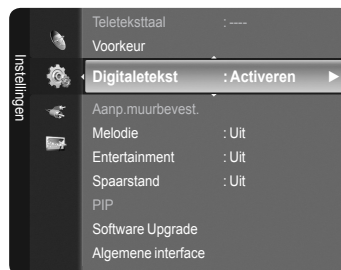 Instellingen
Teleteksttaal : ----
Voorkeur
Digitaletekst : Activeren ►
Aanp.muurbevest.
Melodie : Uit
Entertainment : Uit
Spaarstand : Uit
PIP
Software Upgrade
Algemene interface